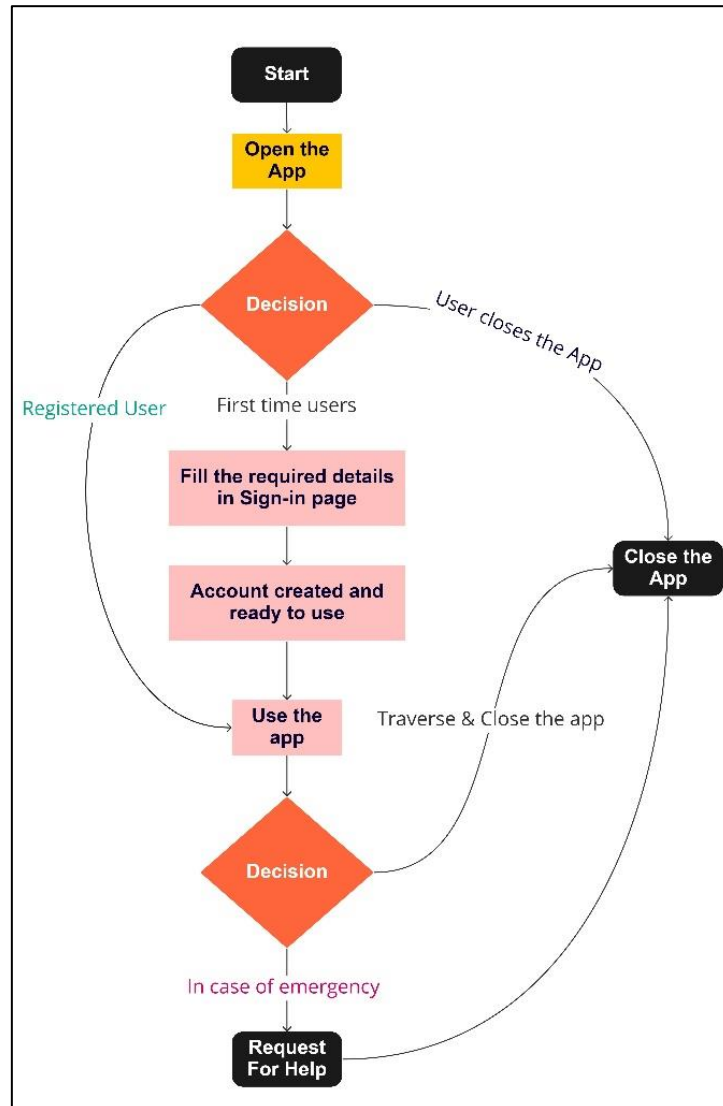 Start
Open the
App
Decision
User closes the App
Registered User
First time users
Fill the required details
in Sign-in page
Close the
App
Account created and
ready to use
Use the
app
Traverse & Close the app
Decision
In case of emergency
Request
For Help